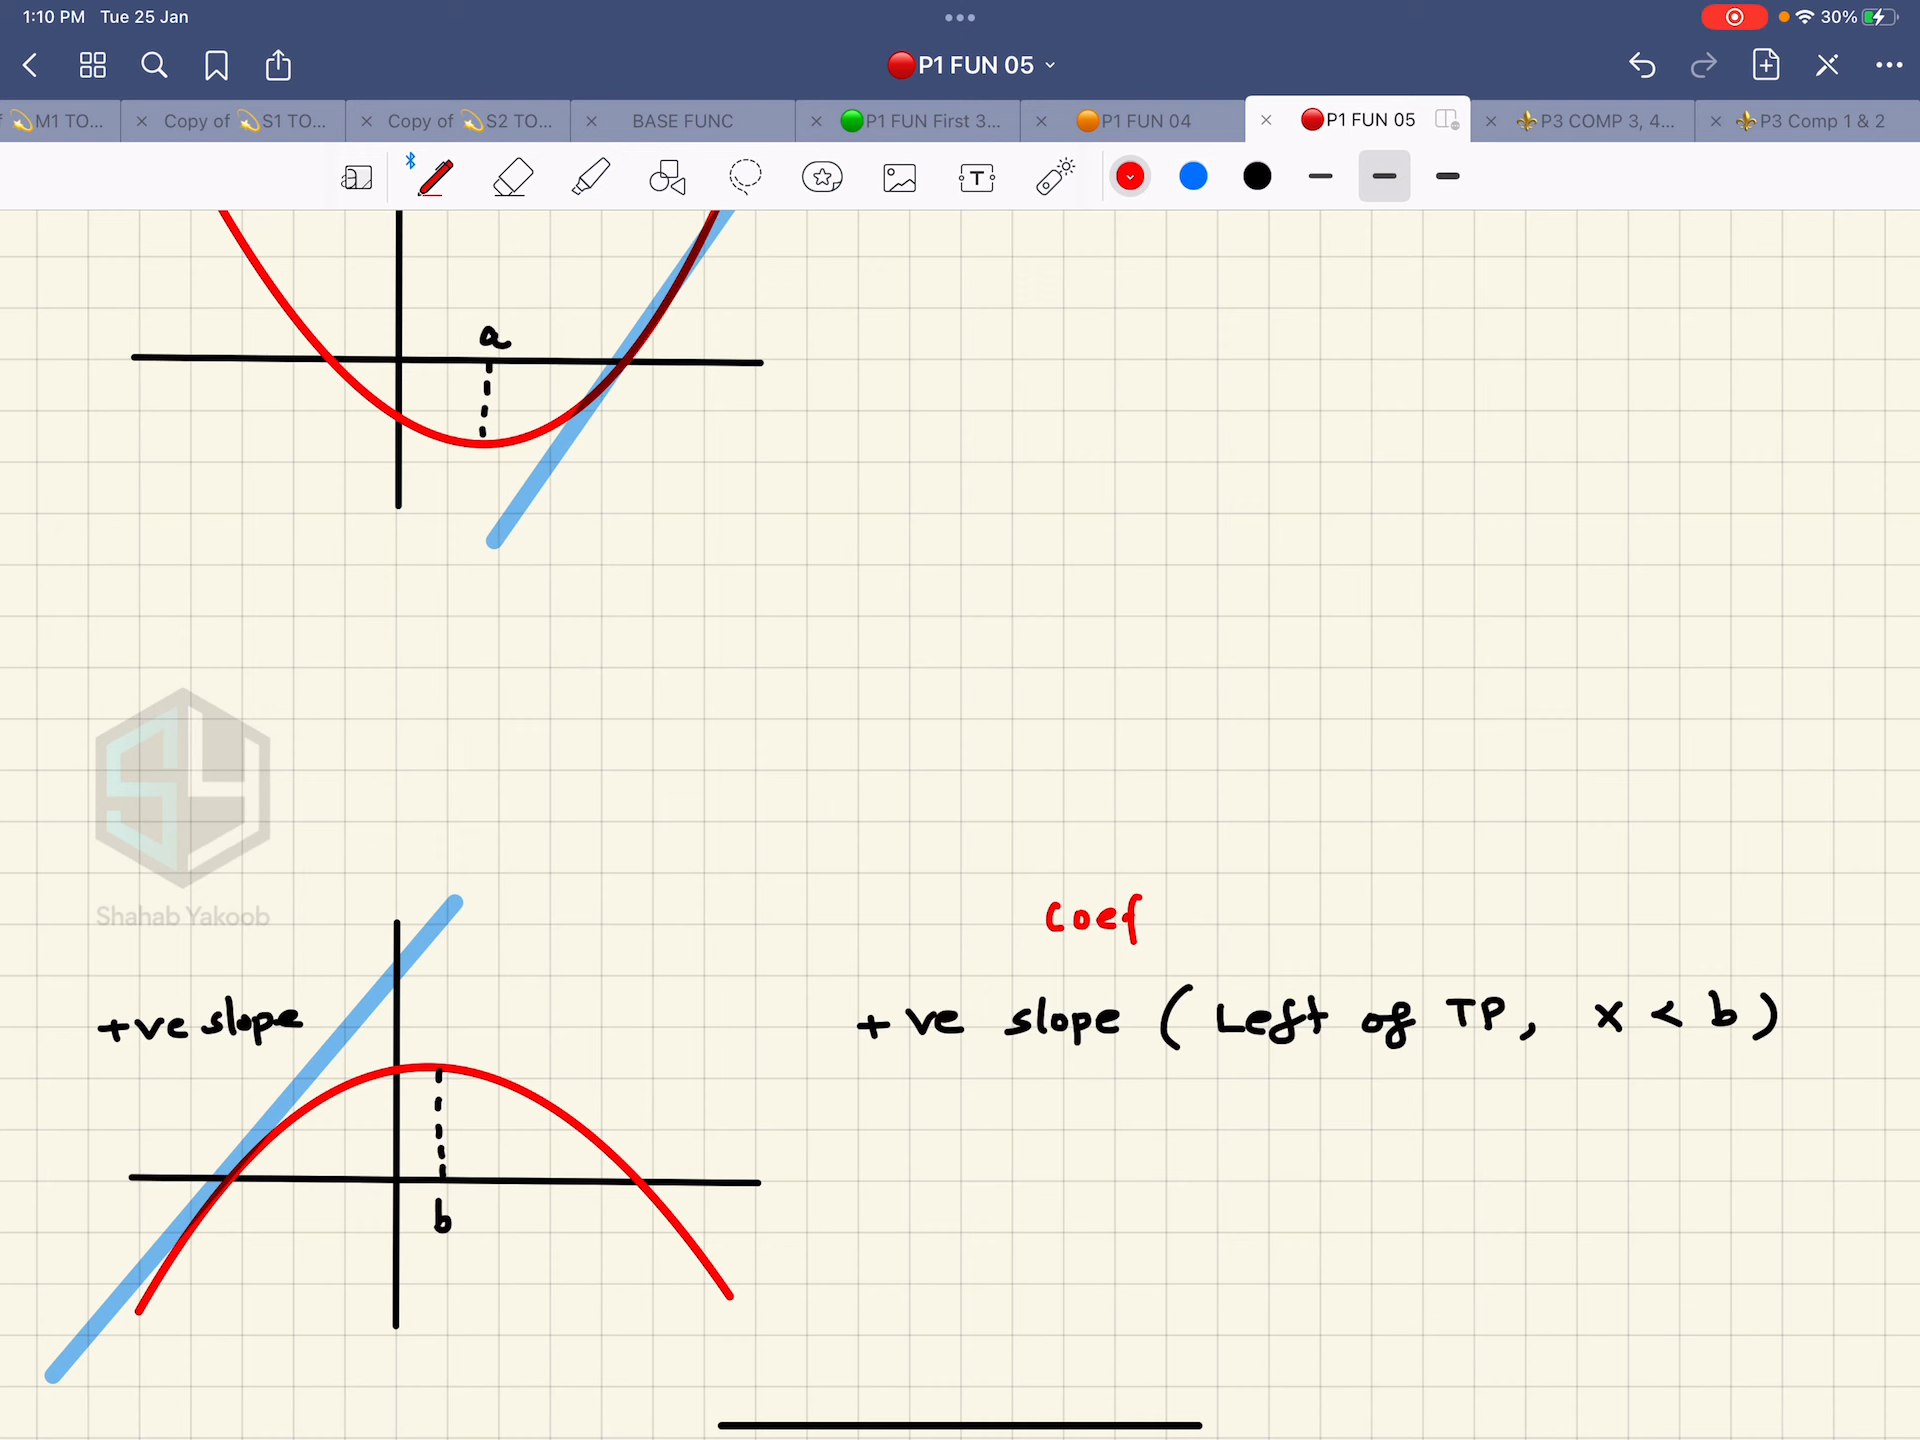 1:10 PM Tue 25 Jan
30%
P1 FUN 05
M1 TO...
Copy of S1 TO...
Copy of S2 TO...
BASE FUNC
P1 FUN First 3...
P1 FUN 04
P1 FUN 05
P3 COMP 3, 4...
P3 Comp 1 & 2
a
T
a
Shahab Yakoob
coef
+ve slope
+ve slope (Left of TP, x < b)
b